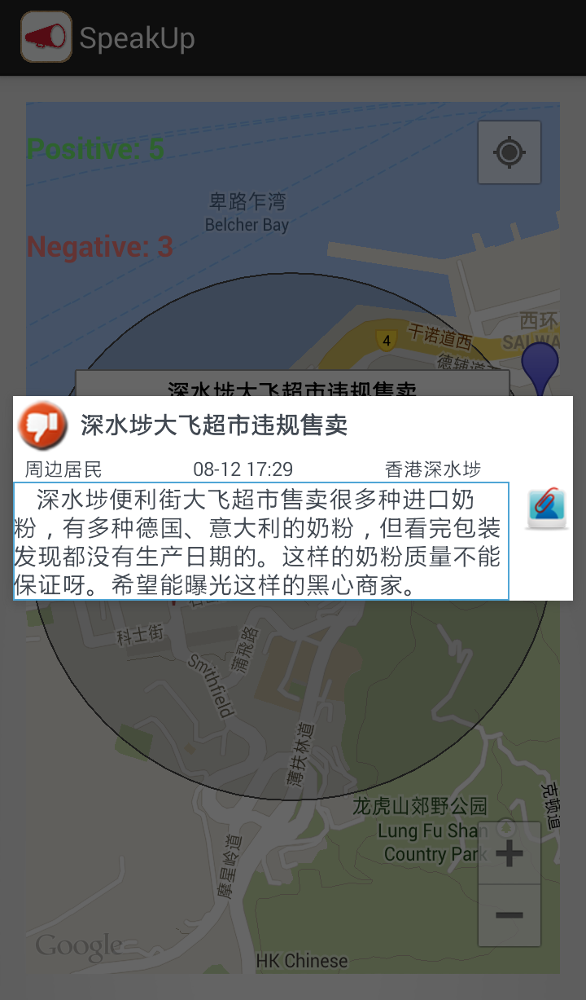 SpeakUp
Positive: 5
卑路乍湾
Belcher Bay
Negative: 3
西环
干诺道西
4
德辅道西
深水埗大飞超市违规售卖
深水埗大飞超市违规售卖
周边居民 08-12 17:29 香港深水埗
深水埗便利街大飞超市售卖很多种进口奶
粉，有多种德国、意大利的奶粉，但看完包装
发现都没有生产日期的。这样的奶粉质量不能
保证呀。希望能曝光这样的黑心商家。
科士街
蒲飛路
Smithfield
薄扶林道
克顿道
龙虎山郊野公园
Lung Fu Shan
Country Park
摩星岭道
+
−
Google
HK Chinese